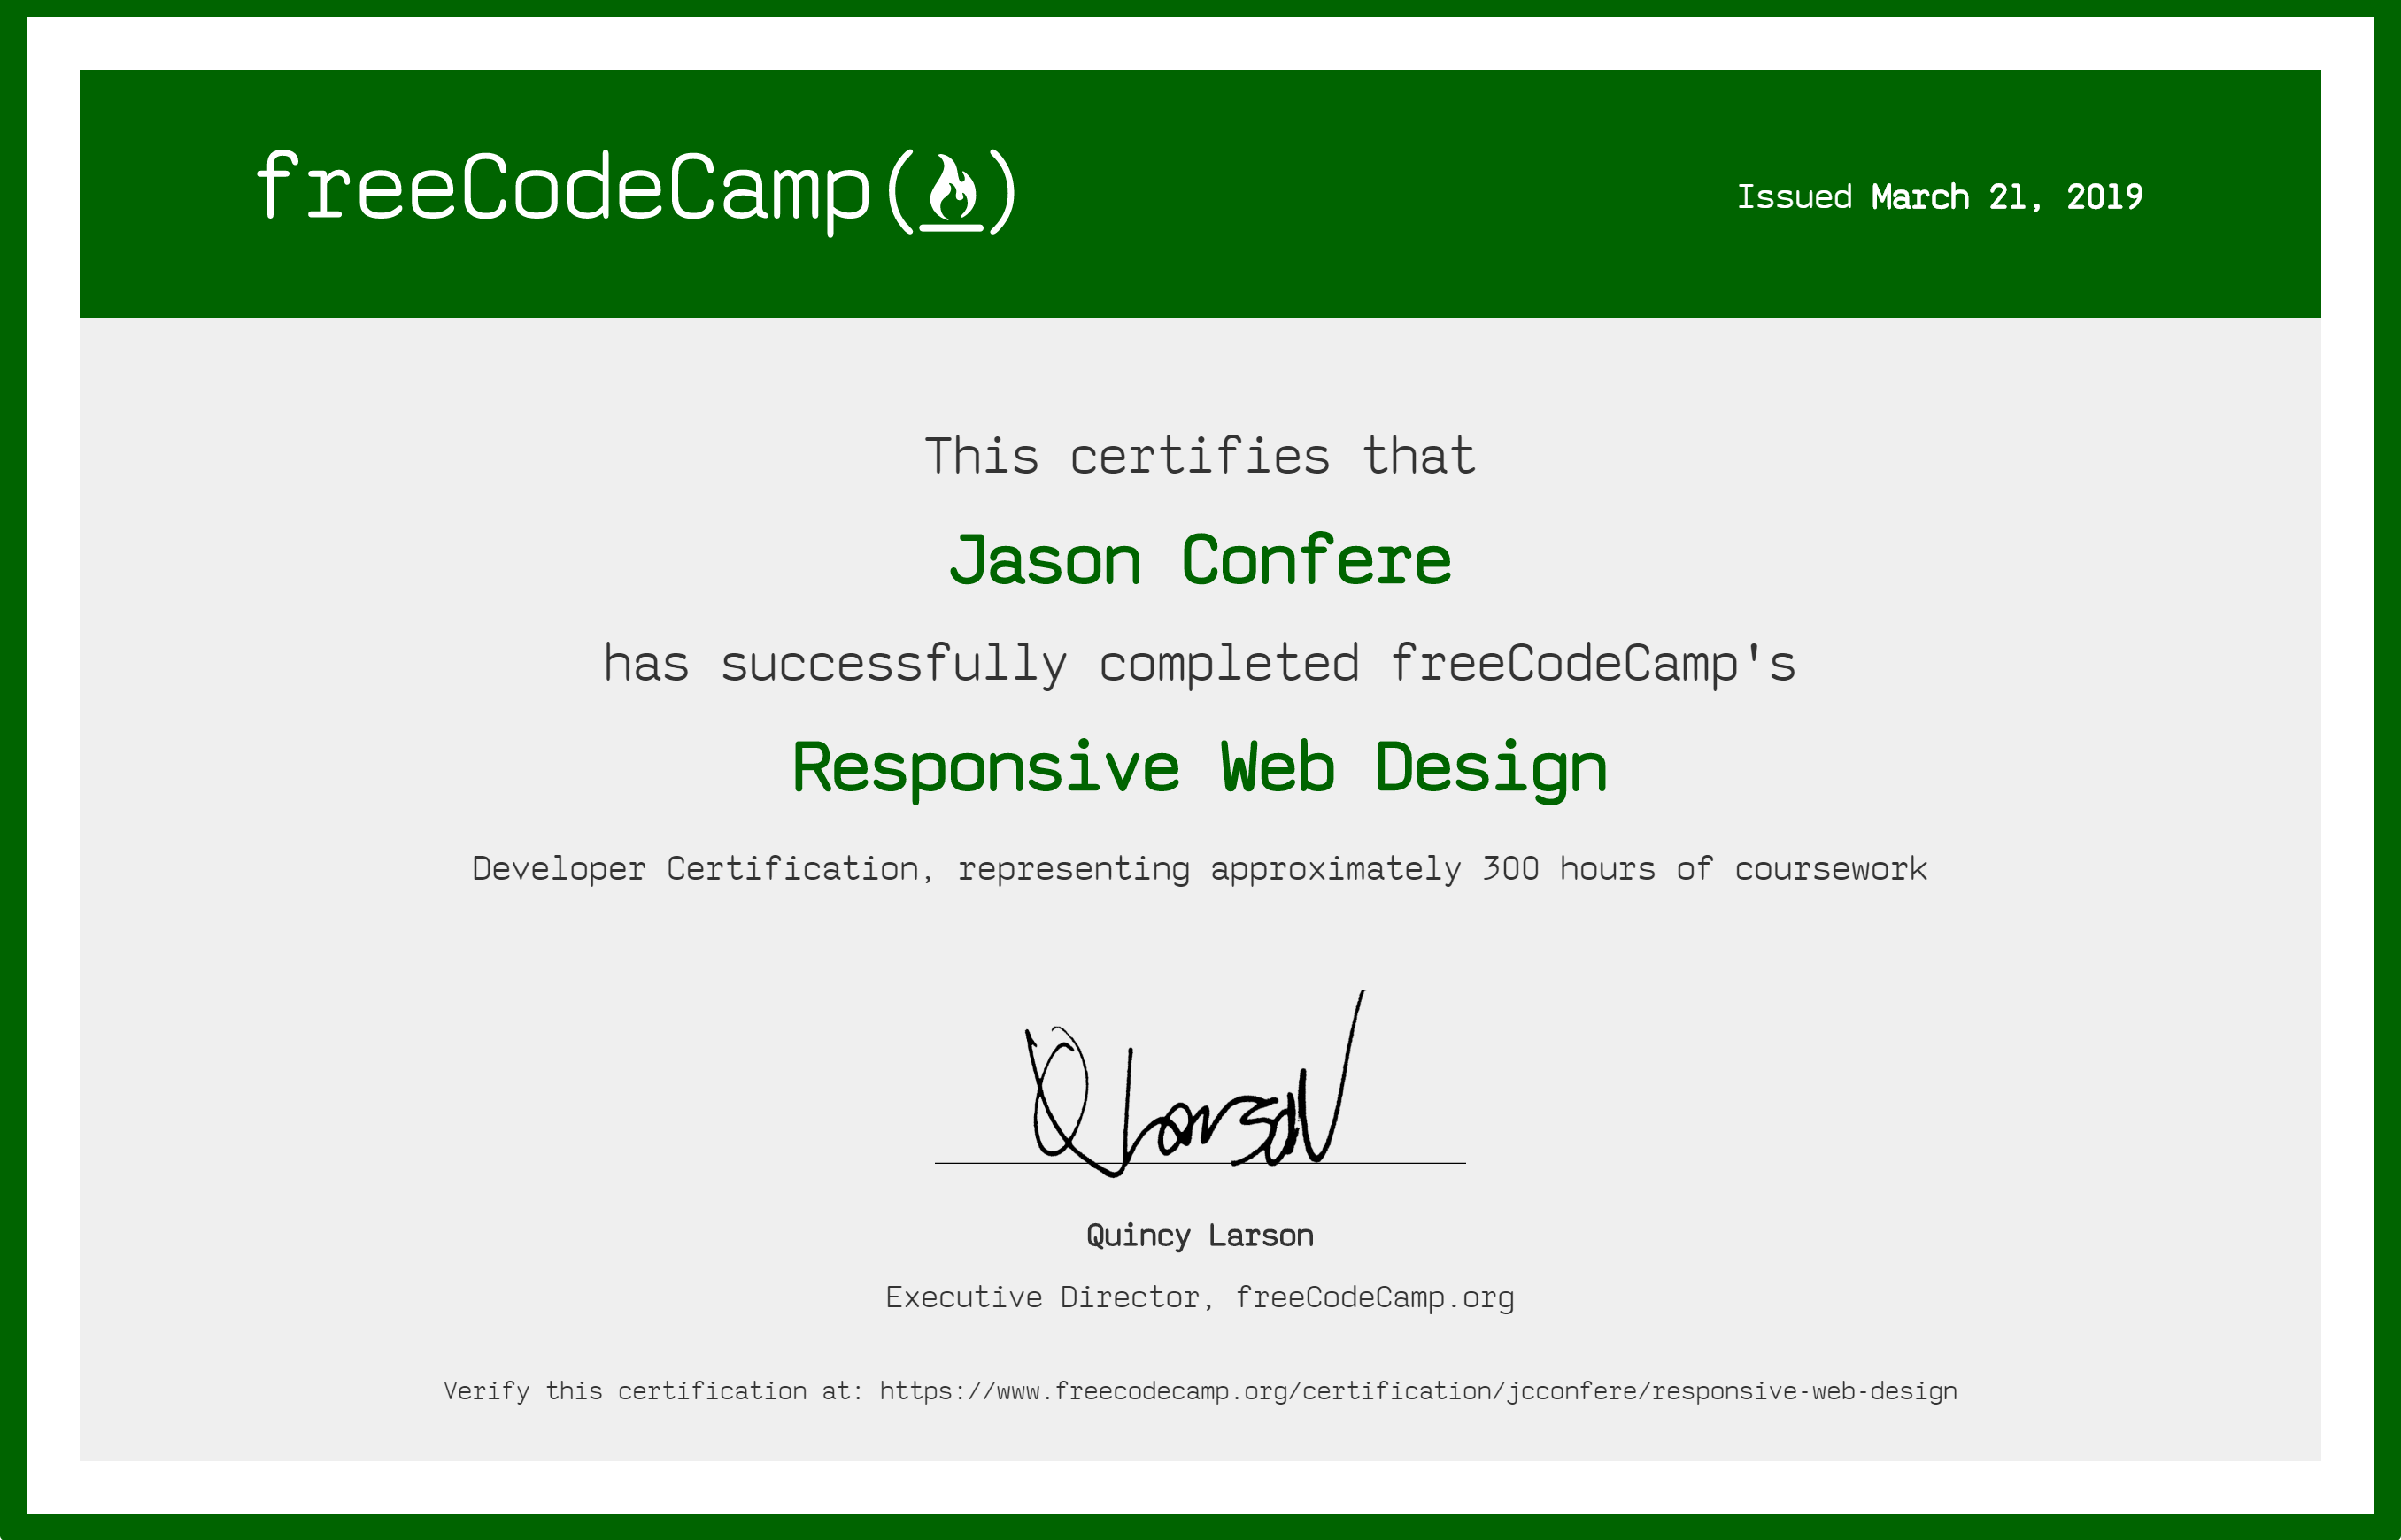 freeCodeCamp(🔥)
Issued March 21, 2019
This certifies that
Jason Confere
has successfully completed freeCodeCamp's
Responsive Web Design
Developer Certification, representing approximately 300 hours of coursework
Q Larson
Quincy Larson
Executive Director, freeCodeCamp.org
Verify this certification at: https://www.freecodecamp.org/certification/jcconfere/responsive-web-design